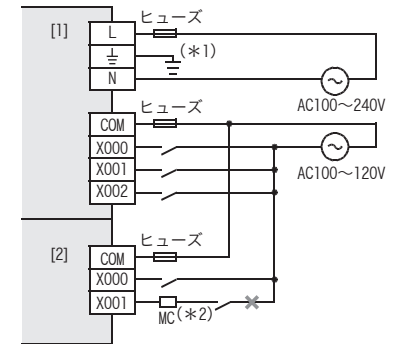 [1]
ヒューズ
L
(*1)
N
AC100〜240V
ヒューズ
COM
X000
X001
X002
AC100〜120V
[2]
ヒューズ
COM
X000
X001
MC(*2)